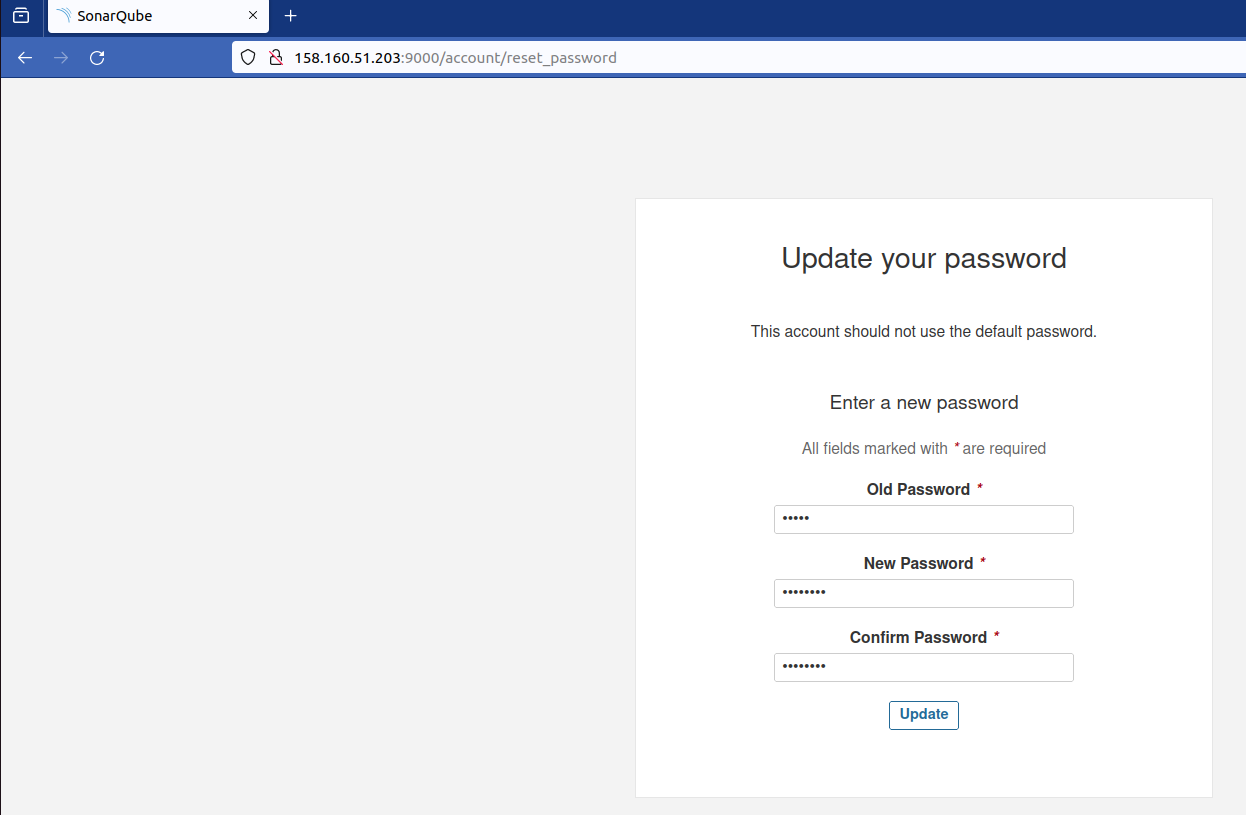 SonarQube
158.160.51.203:9000/account/reset_password
Update your password
This account should not use the default password.
Enter a new password
All fields marked with * are required
Old Password *
•••••
New Password *
••••••••
Confirm Password *
••••••••
Update